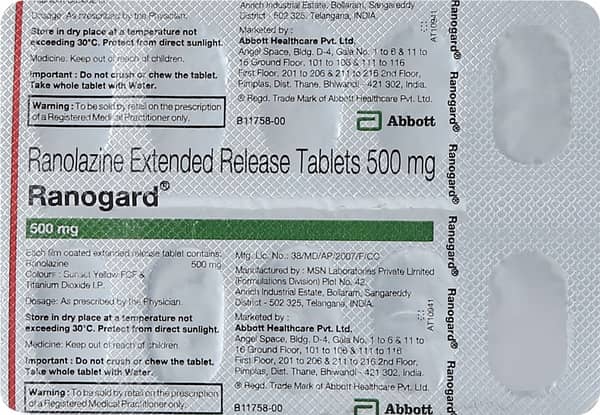 Dosage: As prescribed by the Physician.
Store in dry place at a temperature not
exceeding 30°C. Protect from direct sunlight.
Medicine: Keep out of reach of children.
Important : Do not crush or chew the tablet.
Take whole tablet with Water.
Warning : To be sold by retail on the prescription
of a Registered Medical Practitioner only.
Anrich Industrial Estate, Bollaram, Sangareddy
District - 502 325, Telangana, INDIA.
Marketed by :
Abbott Healthcare Pvt. Ltd.
Angel Space, Bldg. D-4, Gala No. 1 to 6 & 11 to
16 Ground Floor, 101 to 106 & 111 to 116
First Floor, 201 to 206 & 211 to 216 2nd Floor,
Pimplas, Dist. Thane, Bhiwandi - 421 302, India.
® Regd. Trade Mark of Abbott Healthcare Pvt. Ltd.
B11758-00
Abbott
AT10941
Ranogard® Ranogard® Ranogard® Ranogard® Ranogard®
Ranolazine Extended Release Tablets 500 mg
Ranogard®
500 mg
Each film coated extended release tablet contains:
Ranolazine 500 mg
Colours : Sunset Yellow FCF &
Titanium Dioxide I.P.
Dosage: As prescribed by the Physician.
Store in dry place at a temperature not
exceeding 30°C. Protect from direct sunlight.
Medicine: Keep out of reach of children.
Important : Do not crush or chew the tablet.
Take whole tablet with Water.
Warning : To be sold by retail on the prescription
of a Registered Medical Practitioner only.
Mfg. Lic. No.: 38/MD/AP/2007/F/CC
Manufactured by : MSN Laboratories Private Limited
(Formulations Division) Plot No. 42,
Anrich Industrial Estate, Bollaram, Sangareddy
District - 502 325, Telangana, INDIA.
Marketed by :
Abbott Healthcare Pvt. Ltd.
Angel Space, Bldg. D-4, Gala No. 1 to 6 & 11 to
16 Ground Floor, 101 to 106 & 111 to 116
First Floor, 201 to 206 & 211 to 216 2nd Floor,
Pimplas, Dist. Thane, Bhiwandi - 421 302, India.
® Regd. Trade Mark of Abbott Healthcare Pvt. Ltd.
B11758-00
Abbott
AT10941